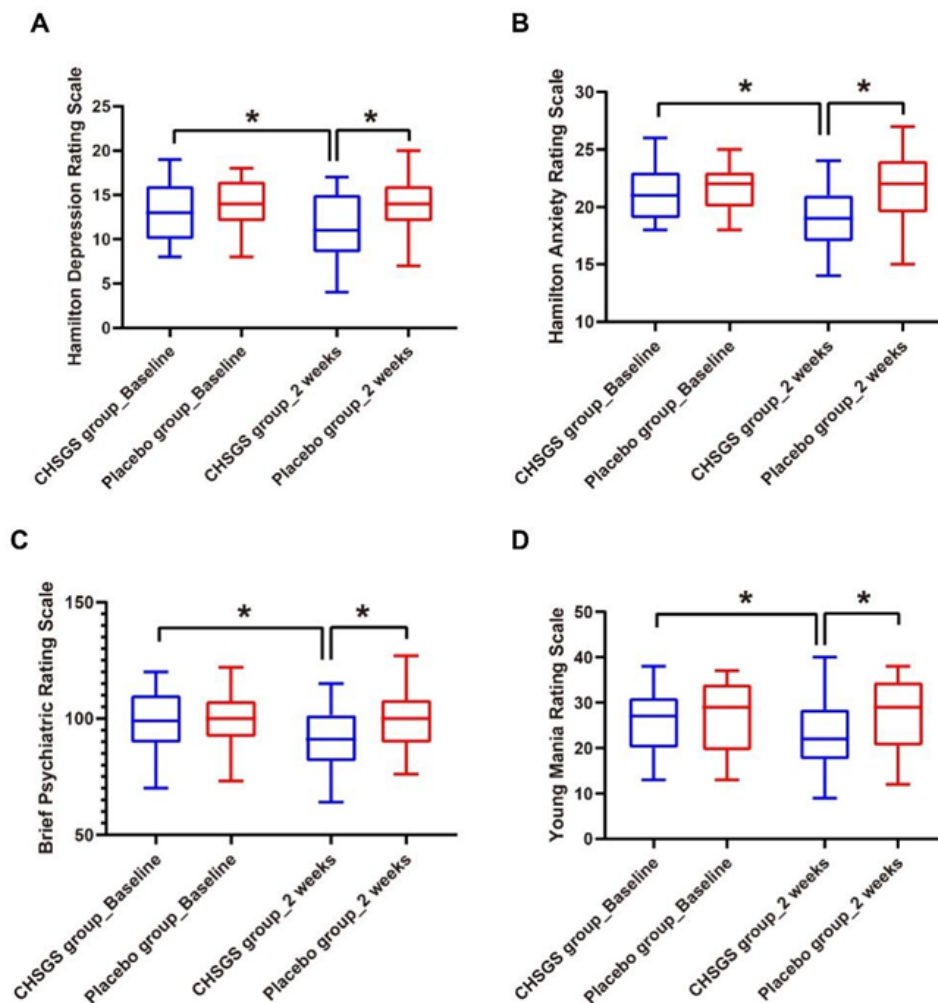 A
Hamilton Depression Rating Scale
25
20
15
10
5
0
*
*
CHSGS group_Baseline
Placebo group_Baseline
CHSGS group_2 weeks
Placebo group_2 weeks
B
Hamilton Anxiety Rating Scale
30
25
20
15
10
*
*
CHSGS group_Baseline
Placebo group_Baseline
CHSGS group_2 weeks
Placebo group_2 weeks
C
Brief Psychiatric Rating Scale
150
100
50
*
*
CHSGS group_Baseline
Placebo group_Baseline
CHSGS group_2 weeks
Placebo group_2 weeks
D
Young Mania Rating Scale
50
40
30
20
10
0
*
*
CHSGS group_Baseline
Placebo group_Baseline
CHSGS group_2 weeks
Placebo group_2 weeks